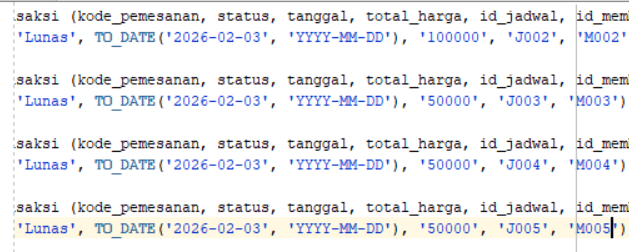 saksi (kode_pemesanan, status, tanggal, total_harga, id_jadwal, id_mem
'Lunas', TO_DATE('2026-02-03', 'YYYY-MM-DD'), '100000', 'J002', 'M002'
saksi (kode_pemesanan, status, tanggal, total_harga, id_jadwal, id_mem
'Lunas', TO_DATE('2026-02-03', 'YYYY-MM-DD'), '50000', 'J003', 'M003')
saksi (kode_pemesanan, status, tanggal, total_harga, id_jadwal, id_mem
'Lunas', TO_DATE('2026-02-03', 'YYYY-MM-DD'), '50000', 'J004', 'M004')
saksi (kode_pemesanan, status, tanggal, total_harga, id_jadwal, id_mem
'Lunas', TO_DATE('2026-02-03', 'YYYY-MM-DD'), '50000', 'J005', 'M005')